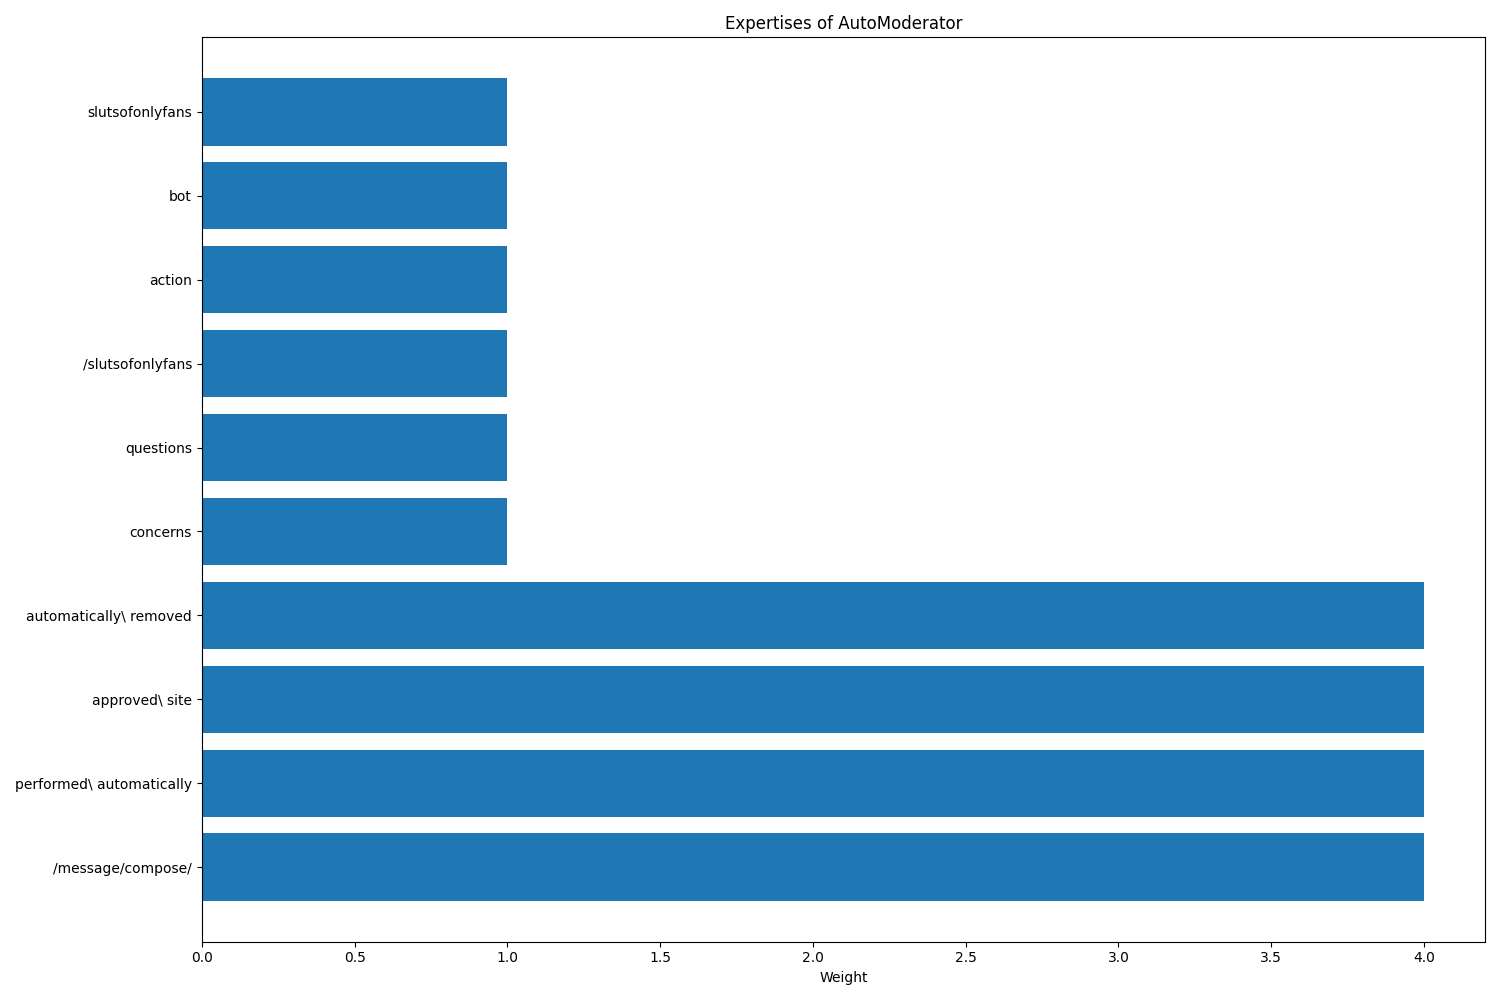 Expertises of AutoModerator
slutsofonlyfans
bot
action
/slutsofonlyfans
questions
concerns
automatically\ removed
approved\ site
performed\ automatically
/message/compose/
0.0 0.5 1.0 1.5 2.0 2.5 3.0 3.5 4.0
Weight